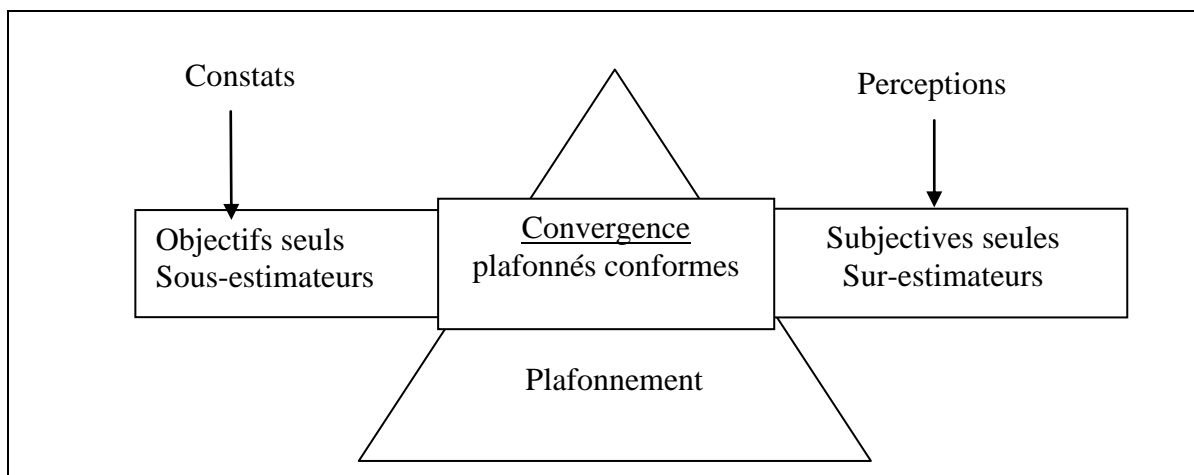 Constats
Perceptions
Objectifs seuls
Sous-estimateurs
Convergence
plafonnés conformes
Subjectives seules
Sur-estimateurs
Plafonnement